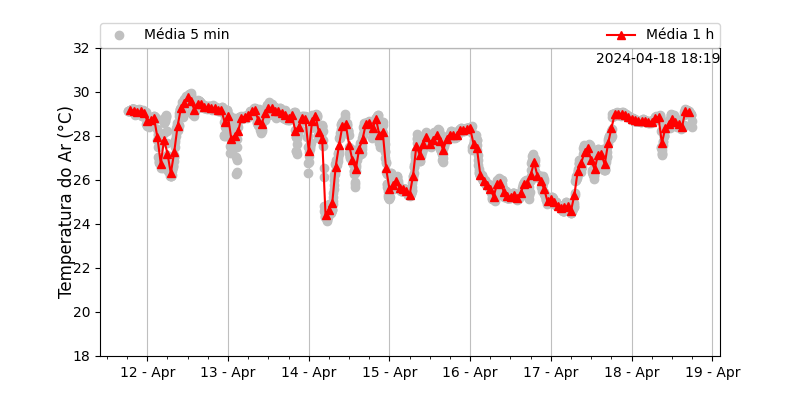 Média 5 min
Média 1 h
2024-04-18 18:19
Temperatura do Ar (°C)
32
30
28
26
24
22
20
18
12 - Apr
13 - Apr
14 - Apr
15 - Apr
16 - Apr
17 - Apr
18 - Apr
19 - Apr